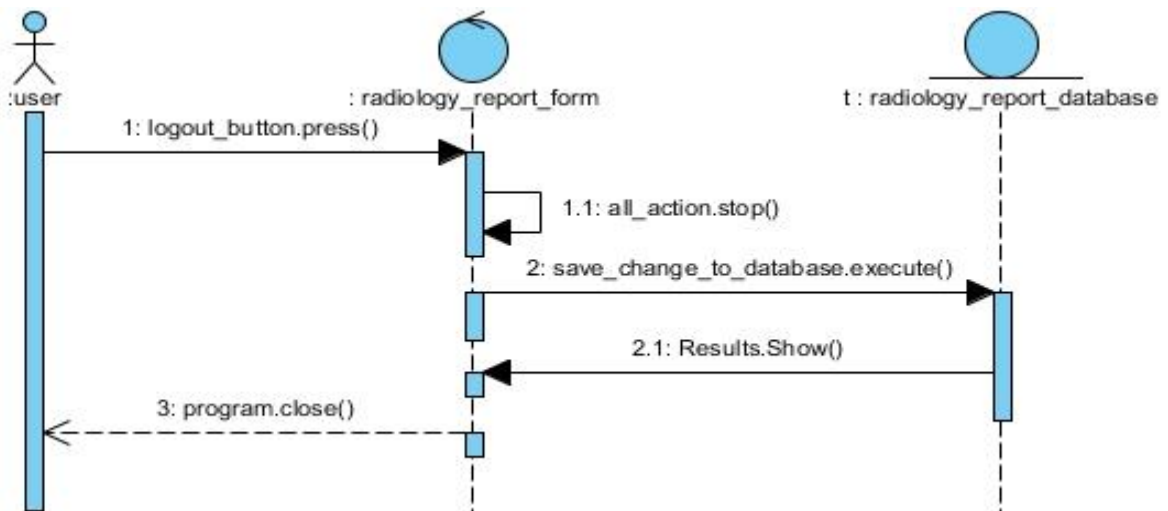 :user
: radiology_report_form
t : radiology_report_database
1: logout_button.press()
1.1: all_action.stop()
2: save_change_to_database.execute()
2.1: Results.Show()
3: program.close()